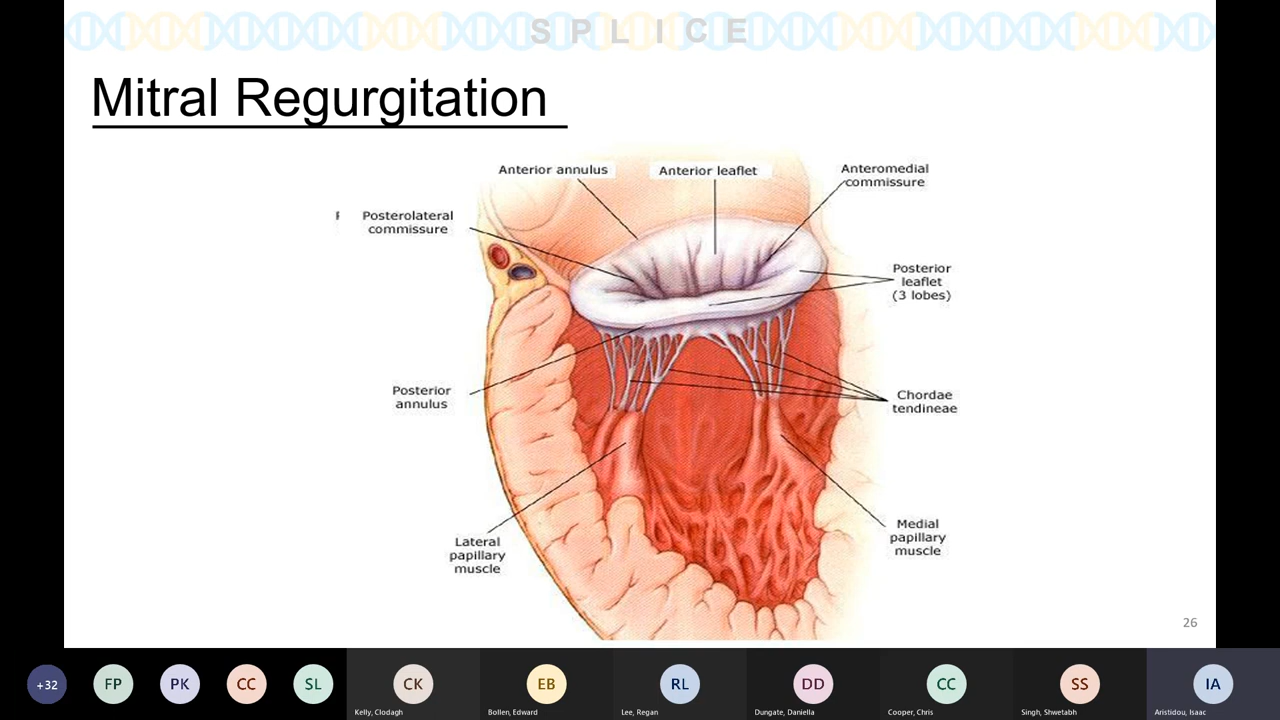 S P L I C E
Mitral Regurgitation
Anterior annulus
Anterior leaflet
Anteromedial
commissure
Posterolateral
commissure
Posterior
leaflet
(3 lobes)
Posterior
annulus
Chordae
tendineae
Lateral
papillary
muscle
Medial
papillary
muscle
26
+32
FP
PK
CC
SL
CK
EB
RL
DD
CC
SS
IA
Kelly, Clodagh
Bollen, Edward
Lee, Regan
Dungate, Daniella
Cooper, Chris
Singh, Shwetabh
Aristidou, Isaac